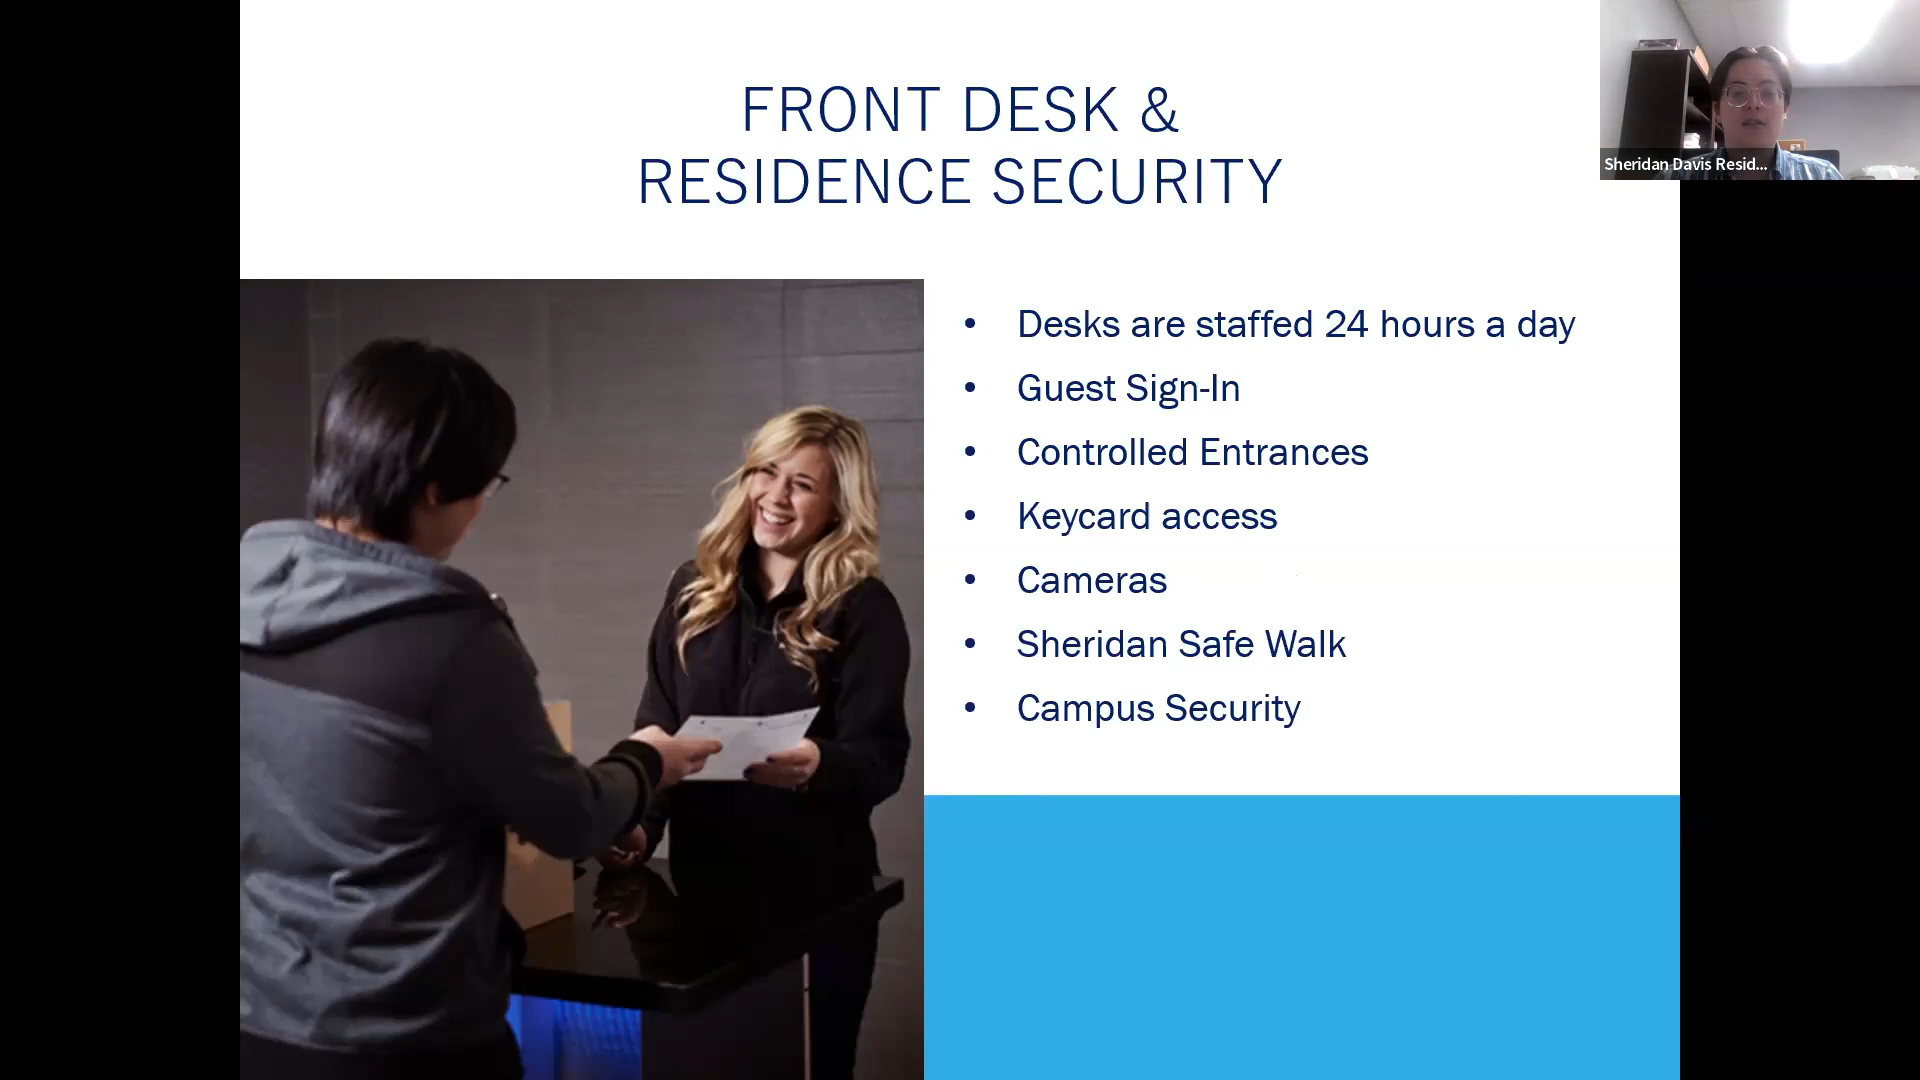 FRONT DESK &
RESIDENCE SECURITY
Sheridan Davis Resid...
• Desks are staffed 24 hours a day
• Guest Sign-In
• Controlled Entrances
• Keycard access
• Cameras
• Sheridan Safe Walk
• Campus Security